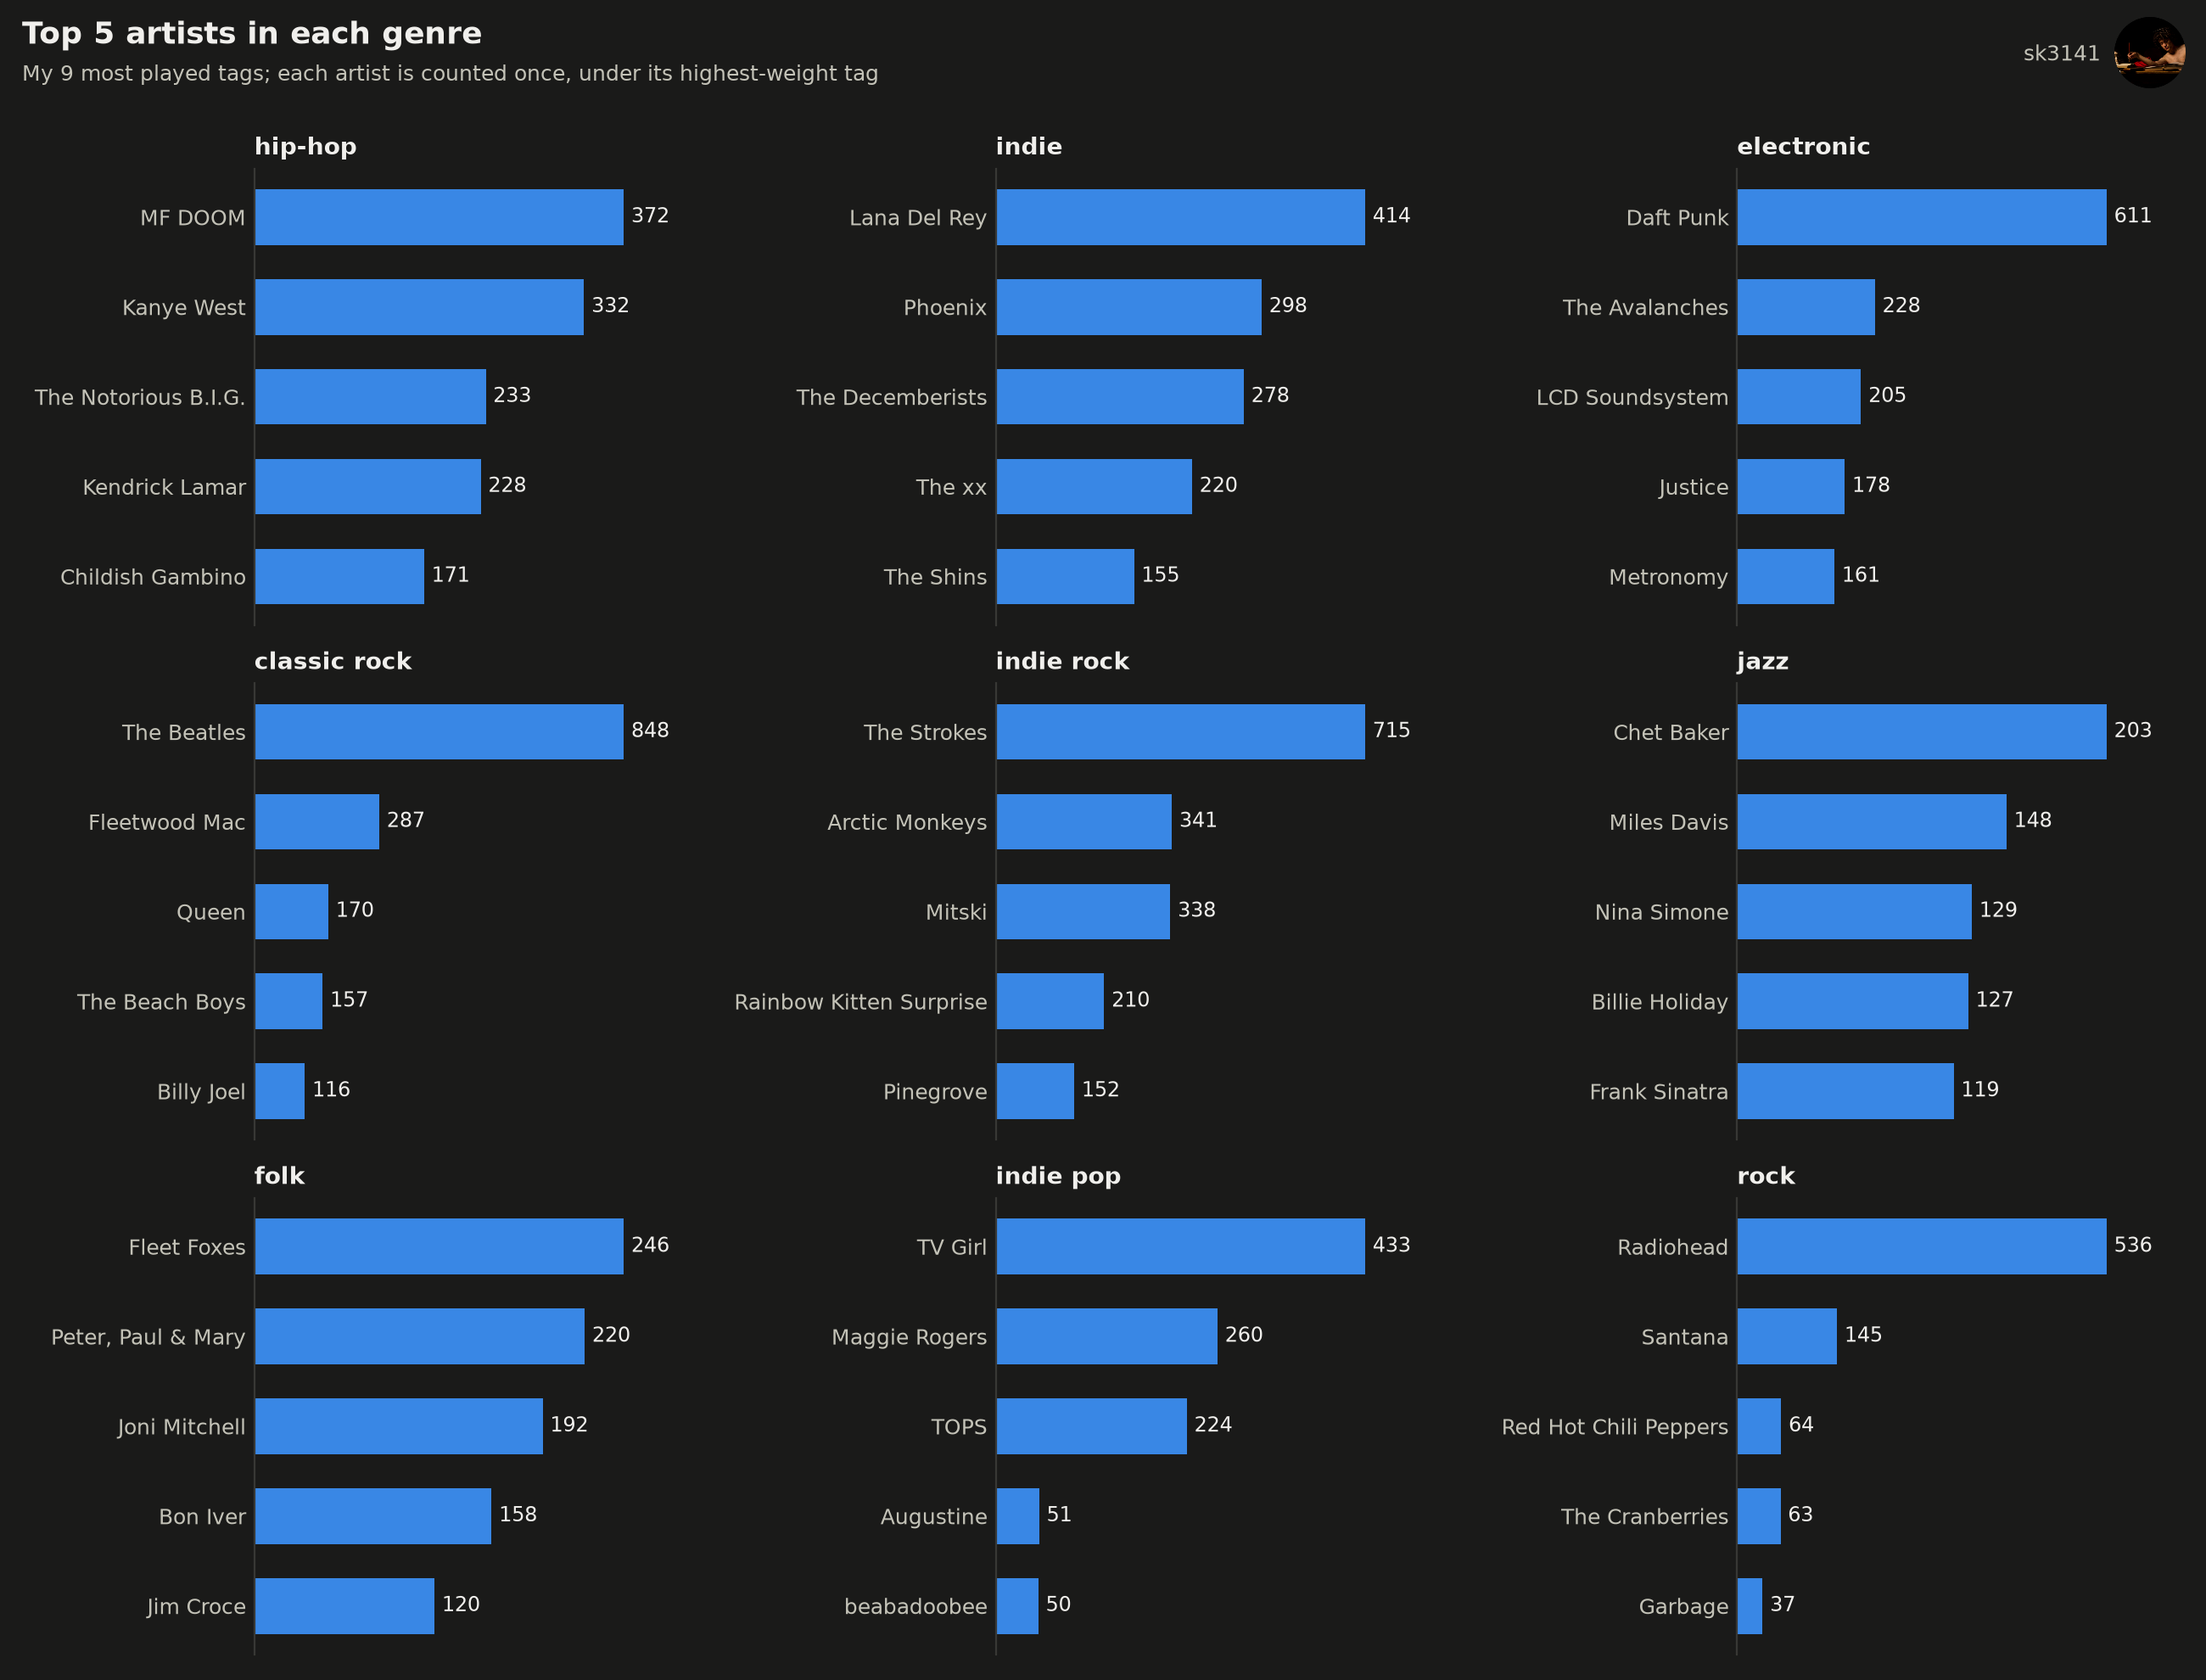 Top 5 artists in each genre
My 9 most played tags; each artist is counted once, under its highest-weight tag
sk3141
hip-hop
MF DOOM 372
Kanye West 332
The Notorious B.I.G. 233
Kendrick Lamar 228
Childish Gambino 171
indie
Lana Del Rey 414
Phoenix 298
The Decemberists 278
The xx 220
The Shins 155
electronic
Daft Punk 611
The Avalanches 228
LCD Soundsystem 205
Justice 178
Metronomy 161
classic rock
The Beatles 848
Fleetwood Mac 287
Queen 170
The Beach Boys 157
Billy Joel 116
indie rock
The Strokes 715
Arctic Monkeys 341
Mitski 338
Rainbow Kitten Surprise 210
Pinegrove 152
jazz
Chet Baker 203
Miles Davis 148
Nina Simone 129
Billie Holiday 127
Frank Sinatra 119
folk
Fleet Foxes 246
Peter, Paul & Mary 220
Joni Mitchell 192
Bon Iver 158
Jim Croce 120
indie pop
TV Girl 433
Maggie Rogers 260
TOPS 224
Augustine 51
beabadoobee 50
rock
Radiohead 536
Santana 145
Red Hot Chili Peppers 64
The Cranberries 63
Garbage 37